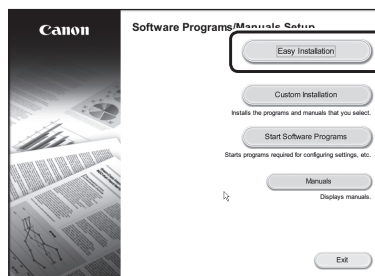 Canon
Software Programs/Manuals Setup
Easy Installation
Custom Installation
Installs the programs and manuals that you select.
Start Software Programs
Starts programs required for configuring settings, etc.
Manuals
Displays manuals.
Exit